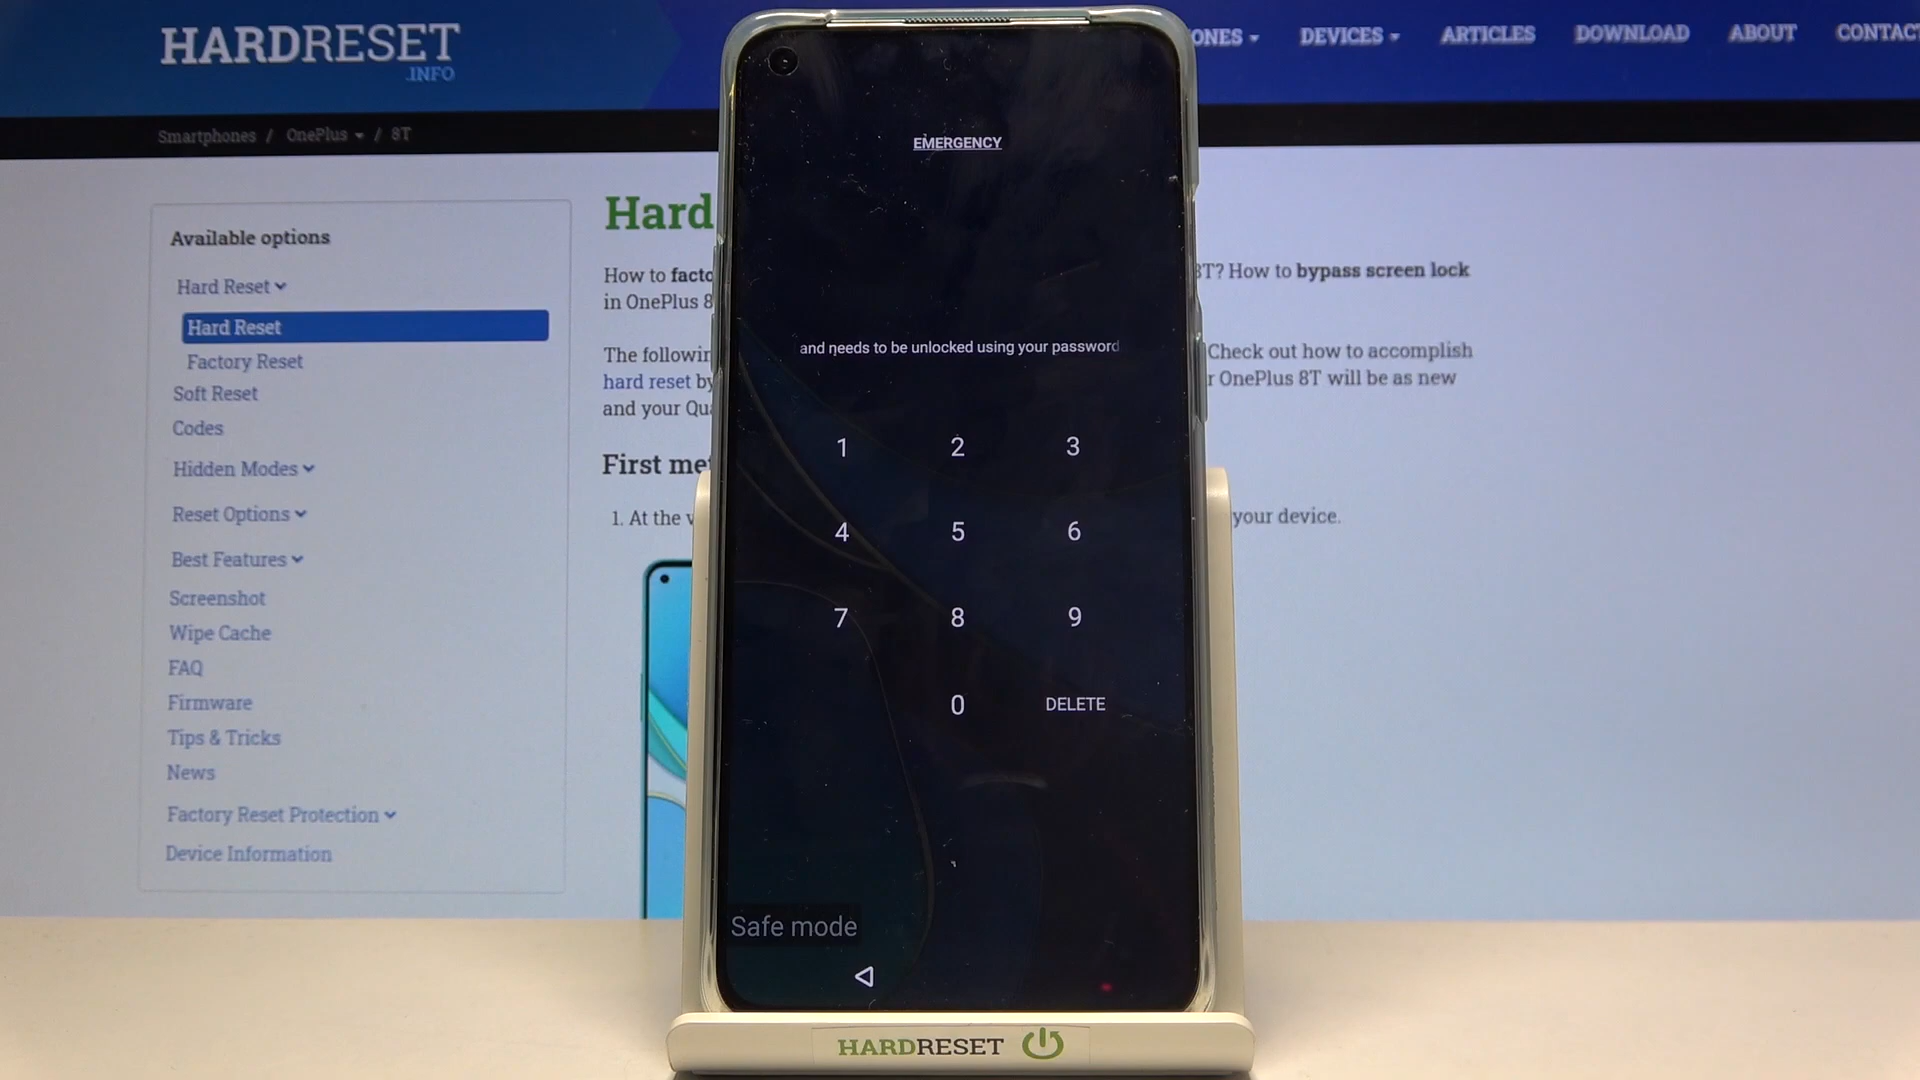 HARDRESET
.INFO
ONES DEVICES ARTICLES DOWNLOAD ABOUT CONTACT
Smartphones / OnePlus / 8T
Available options
Hard Reset
Hard Reset
Factory Reset
Soft Reset
Codes
Hidden Modes
Reset Options
Best Features
Screenshot
Wipe Cache
FAQ
Firmware
Tips & Tricks
News
Factory Reset Protection
Device Information
Hard
How to facto 8T? How to bypass screen lock
in OnePlus 8
The followin Check out how to accomplish
hard reset by r OnePlus 8T will be as new
and your Qu
First me
1. At the v your device.
EMERGENCY
and needs to be unlocked using your password
1 2 3
4 5 6
7 8 9
0 DELETE
Safe mode
HARDRESET